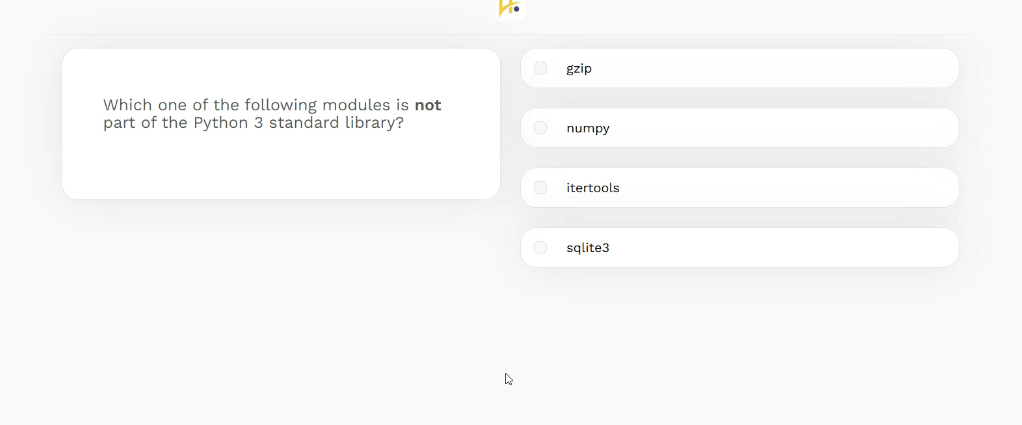 Which one of the following modules is not
part of the Python 3 standard library?
gzip
numpy
itertools
sqlite3